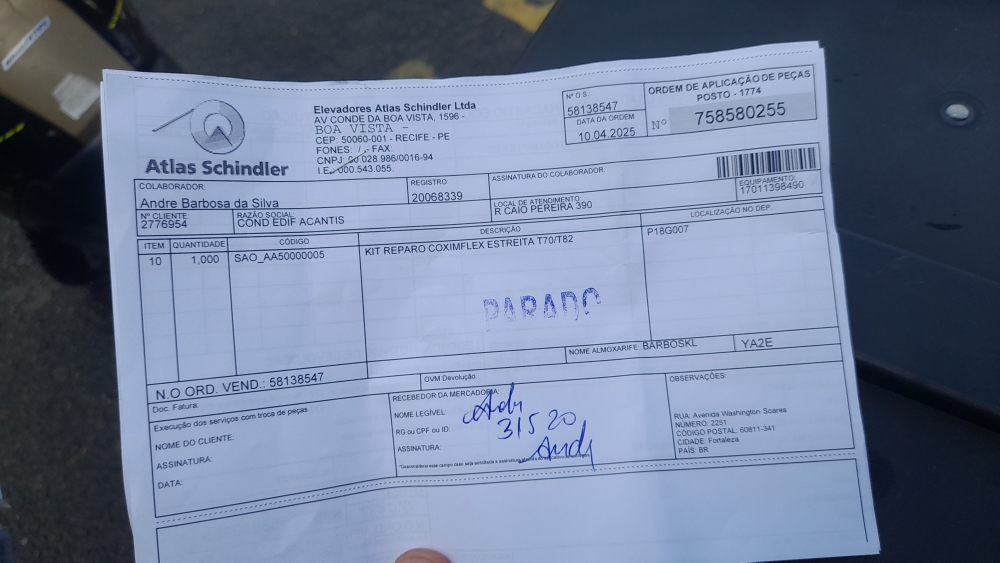 Atlas Schindler
Elevadores Atlas Schindler Ltda
AV CONDE DA BOA VISTA, 1596 -
BOA VISTA -
CEP: 50060-001 - RECIFE - PE
FONES: / - FAX:
CNPJ: 00.028.986/0016-94
I.E.: 000.543.055
Nº O.S.
58138547
DATA DA ORDEM
10.04.2025
ORDEM DE APLICAÇÃO DE PEÇAS
POSTO - 1774
Nº 758580255
COLABORADOR:
Andre Barbosa da Silva
REGISTRO:
20068339
ASSINATURA DO COLABORADOR:
EQUIPAMENTO:
17011398490
Nº CLIENTE:
2776954
RAZÃO SOCIAL
COND EDIF ACANTIS
LOCAL DE ATENDIMENTO:
R CAIO PEREIRA 390
ITEM QUANTIDADE CÓDIGO DESCRIÇÃO LOCALIZAÇÃO NO DEP.
10 1,000 SAO_AA50000005 KIT REPARO COXIMFLEX ESTREITA T70/T82 P18G007
PARADO
N.O ORD. VEND.: 58138547
OVM Devolução:
NOME ALMOXARIFE: BARBOSKL
YA2E
Doc. Fatura:
Execução dos serviços com troca de peças
NOME DO CLIENTE:
ASSINATURA:
DATA:
RECEBEDOR DA MERCADORIA:
NOME LEGÍVEL:
RG ou CPF ou ID: 31520
ASSINATURA:
OBSERVAÇÕES:
RUA: Avenida Washington Soares
NÚMERO: 2251
CÓDIGO POSTAL: 60811-341
CIDADE: Fortaleza
PAÍS: BR